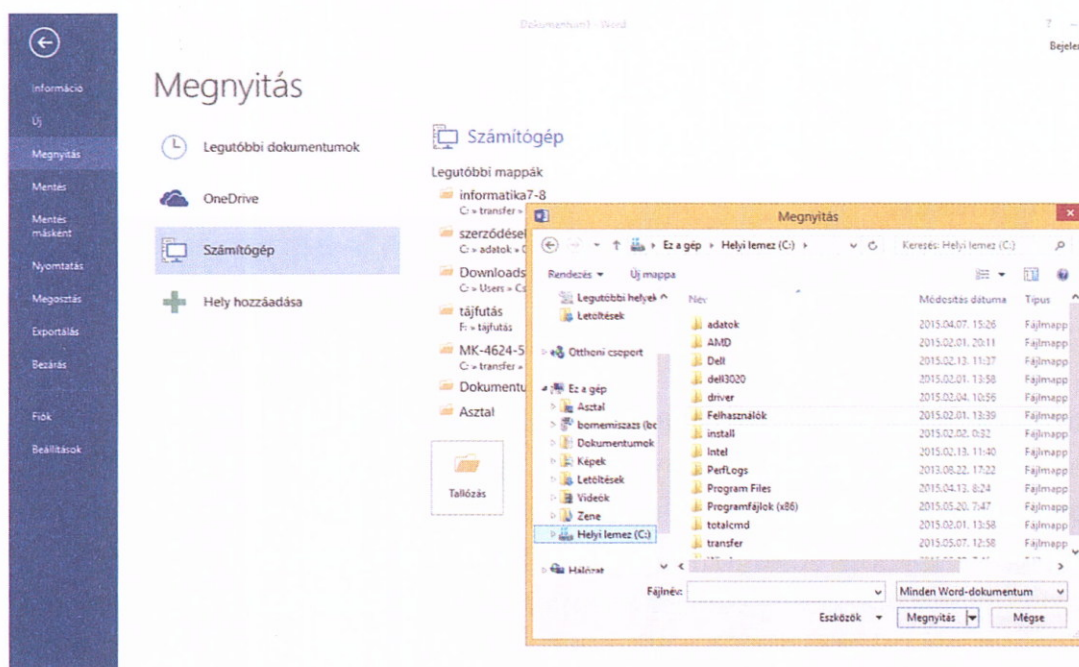 Dokumentum1 - Word
?
Bejeler
Információ
Új
Megnyitás
Mentés
Mentés
másként
Nyomtatás
Megosztás
Exportálás
Bezárás
Fiók
Beállítások
Megnyitás
Legutóbbi dokumentumok
OneDrive
Számítógép
Hely hozzáadása
Számítógép
Legutóbbi mappák
informatika7-8
C: » transfer »
szerződések
C: » adatok »
Downloads
C: » Users » Cs
tájfutás
F: » tájfutás
MK-4624-5
C: » transfer »
Dokumentu
Asztal
Tallózás
Megnyitás
Ez a gép
Helyi lemez (C:)
Keresés: Helyi lemez (C:)
Rendezés
Új mappa
Legutóbbi helyek
Letöltések
Otthoni csoport
Ez a gép
Asztal
bornemiszazs (bo
Dokumentumok
Képek
Letöltések
Videók
Zene
Helyi lemez (C:)
Hálózat
Név Módosítás dátuma Típus
adatok 2015.04.07. 15:26 Fájlmapp
AMD 2015.02.01. 20:11 Fájlmapp
Dell 2015.02.13. 11:37 Fájlmapp
dell3020 2015.02.01. 13:58 Fájlmapp
driver 2015.02.04. 10:56 Fájlmapp
Felhasználók 2015.02.01. 13:39 Fájlmapp
install 2015.02.02. 0:32 Fájlmapp
Intel 2015.02.13. 11:40 Fájlmapp
PerfLogs 2013.08.22. 17:22 Fájlmapp
Program Files 2015.04.13. 8:24 Fájlmapp
Programfájlok (x86) 2015.05.20. 7:47 Fájlmapp
totalcmd 2015.02.01. 13:58 Fájlmapp
transfer 2015.05.07. 12:58 Fájlmapp
Fájlnév:
Minden Word-dokumentum
Eszközök
Megnyitás
Mégse